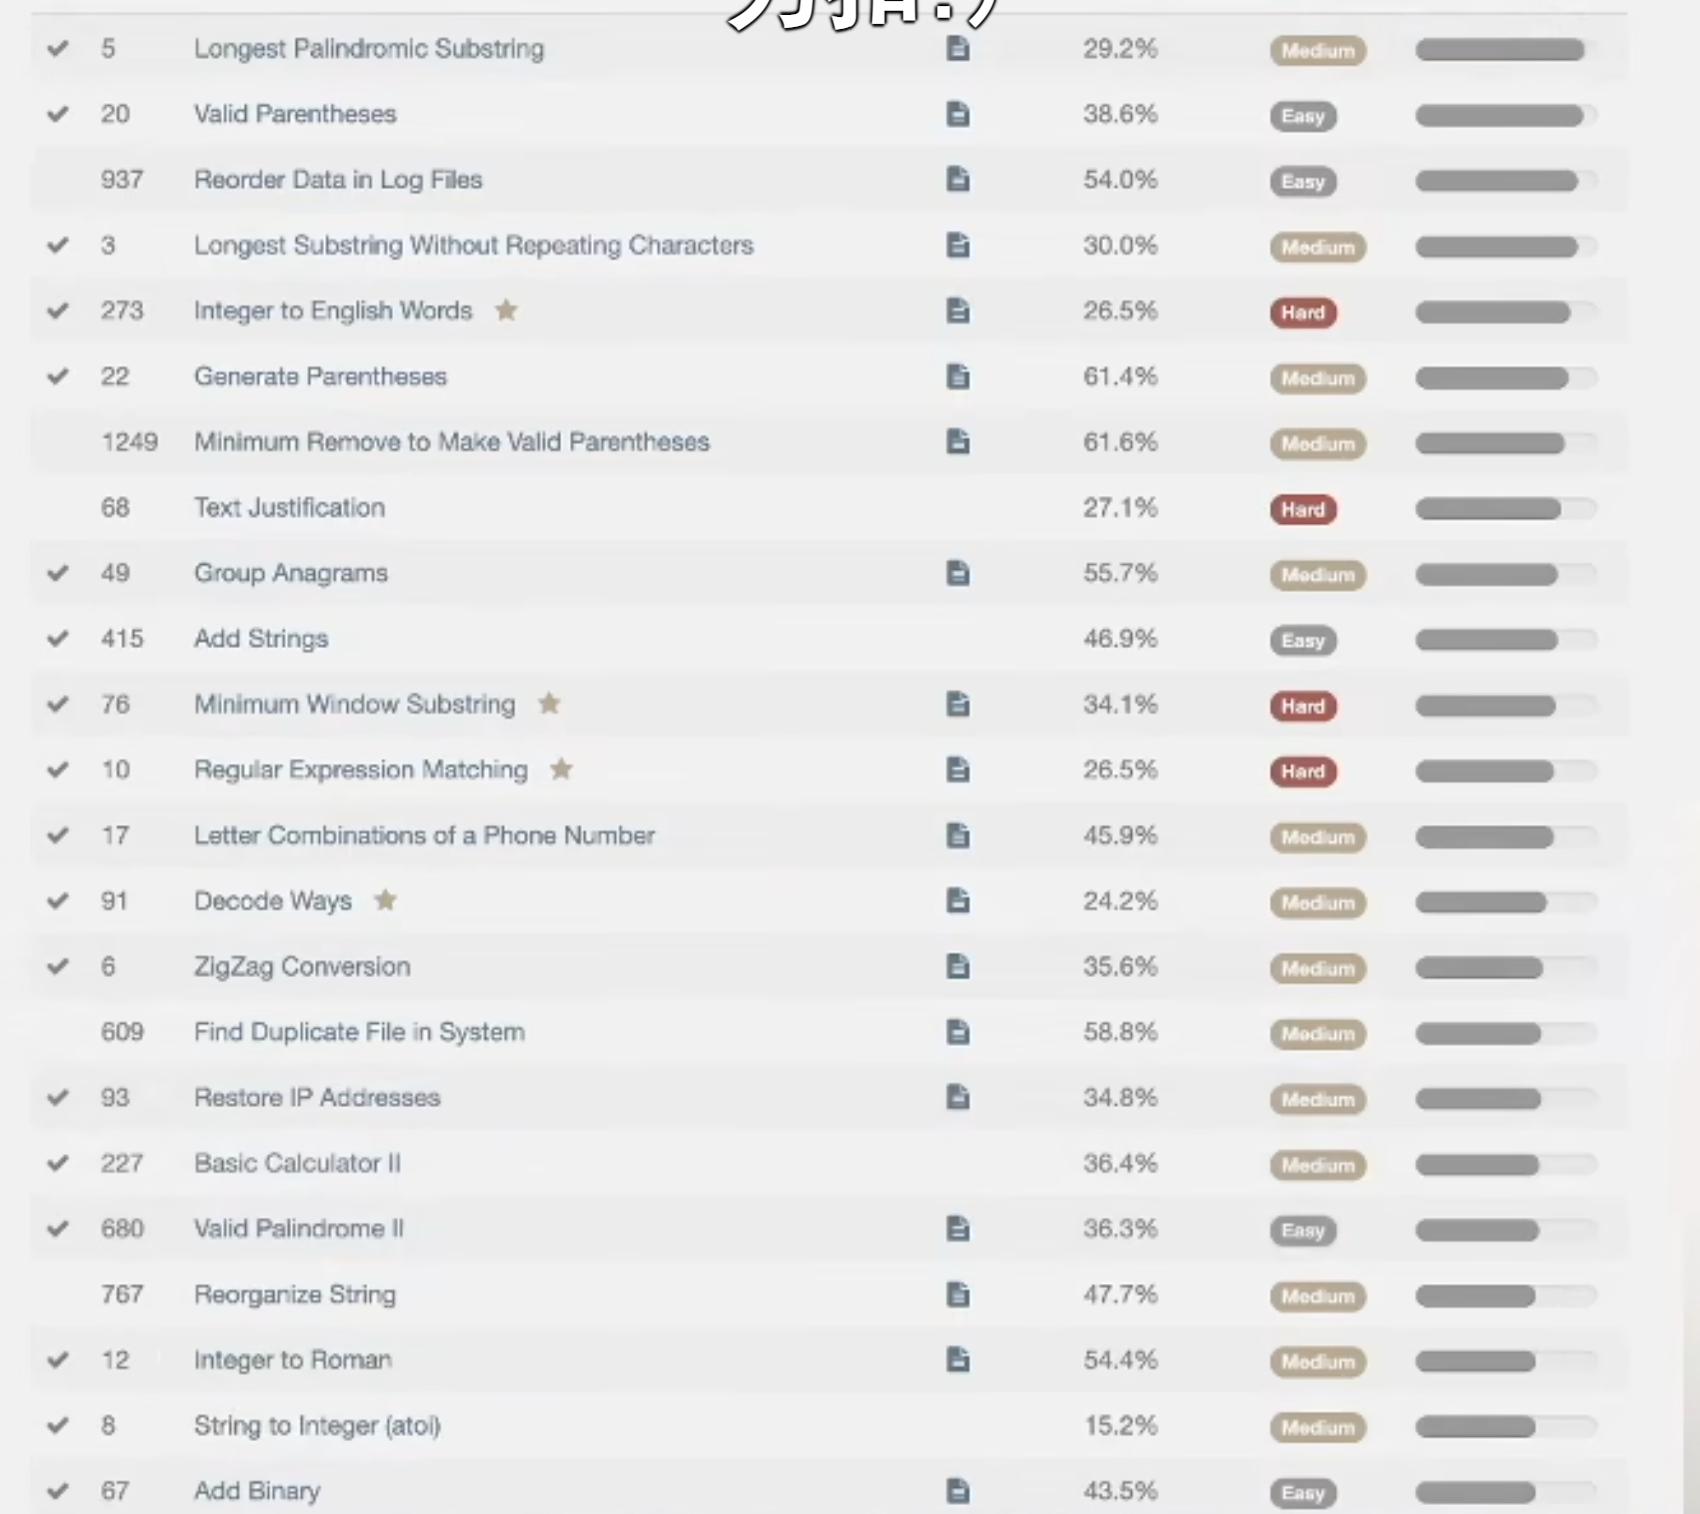 5 Longest Palindromic Substring 29.2% Medium
20 Valid Parentheses 38.6% Easy
937 Reorder Data in Log Files 54.0% Easy
3 Longest Substring Without Repeating Characters 30.0% Medium
273 Integer to English Words 26.5% Hard
22 Generate Parentheses 61.4% Medium
1249 Minimum Remove to Make Valid Parentheses 61.6% Medium
68 Text Justification 27.1% Hard
49 Group Anagrams 55.7% Medium
415 Add Strings 46.9% Easy
76 Minimum Window Substring 34.1% Hard
10 Regular Expression Matching 26.5% Hard
17 Letter Combinations of a Phone Number 45.9% Medium
91 Decode Ways 24.2% Medium
6 ZigZag Conversion 35.6% Medium
609 Find Duplicate File in System 58.8% Medium
93 Restore IP Addresses 34.8% Medium
227 Basic Calculator II 36.4% Medium
680 Valid Palindrome II 36.3% Easy
767 Reorganize String 47.7% Medium
12 Integer to Roman 54.4% Medium
8 String to Integer (atoi) 15.2% Medium
67 Add Binary 43.5% Easy